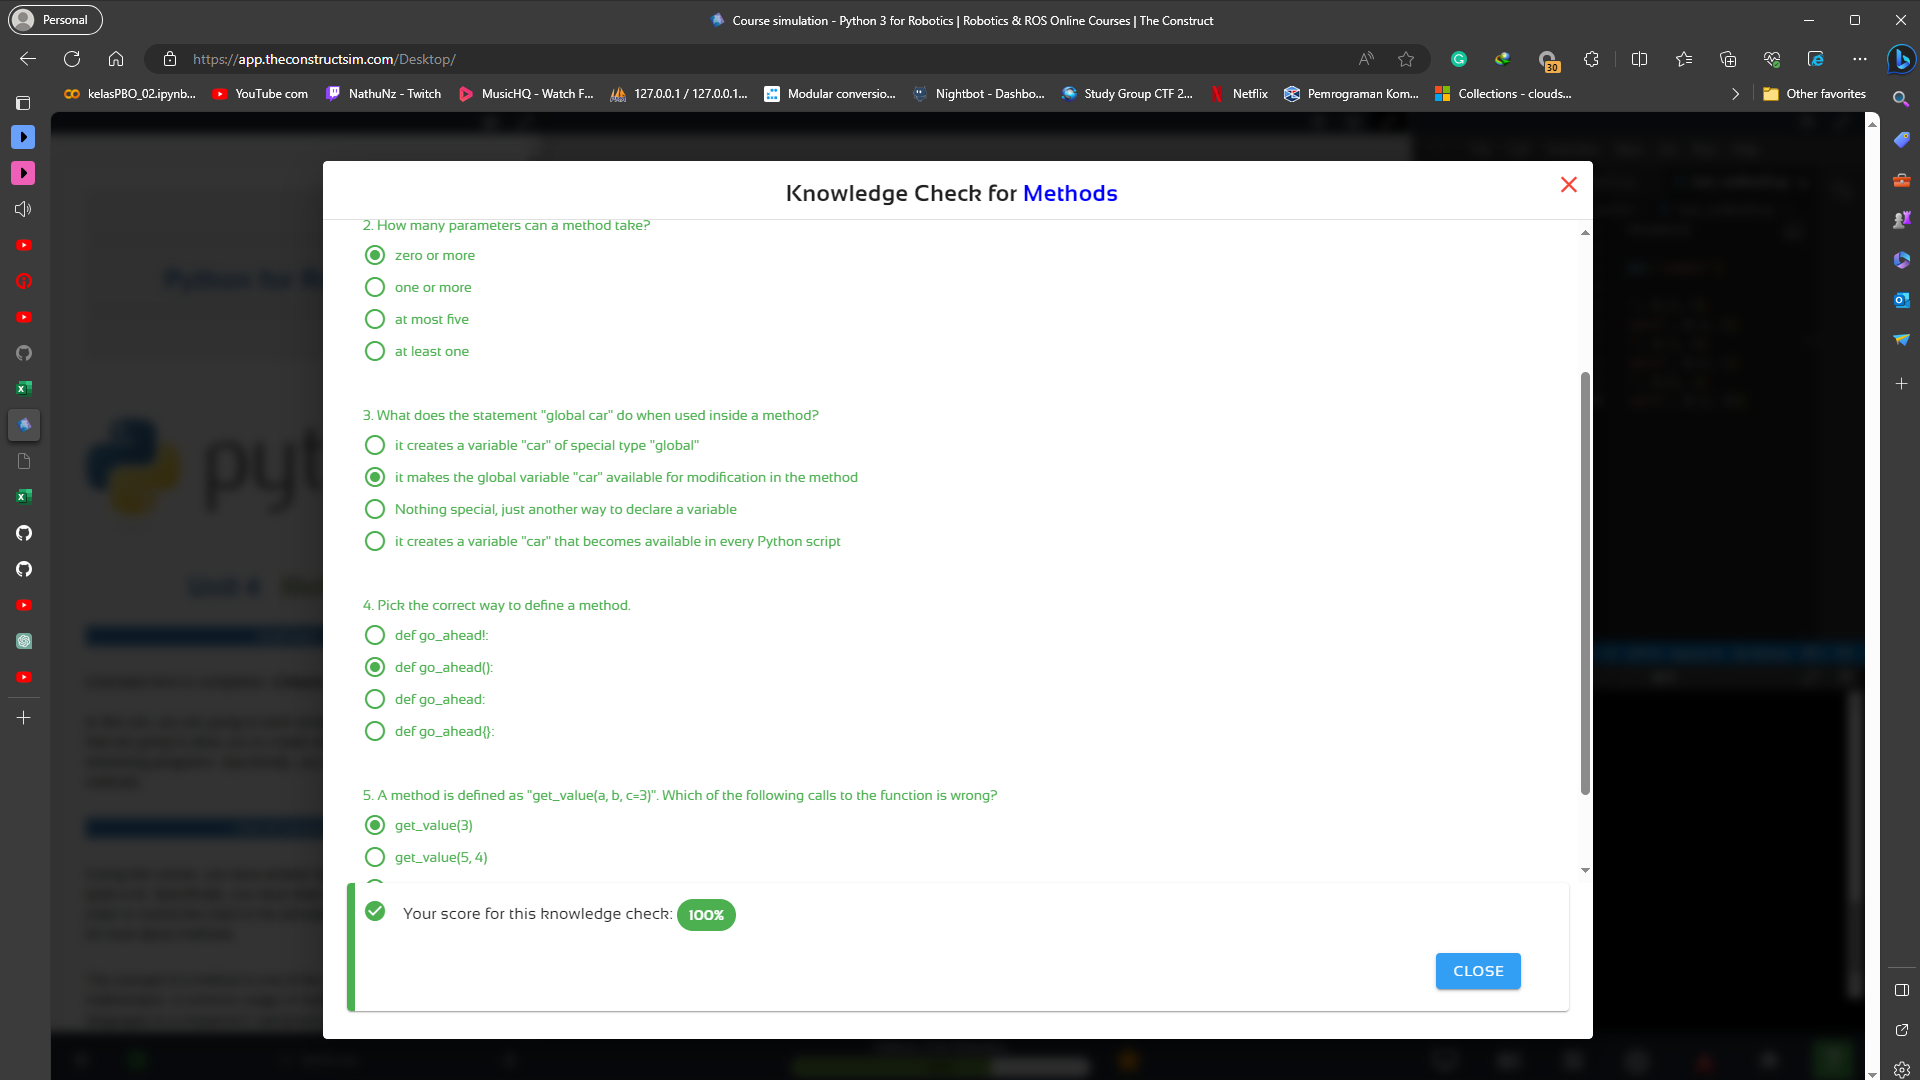 Personal
Course simulation - Python 3 for Robotics | Robotics & ROS Online Courses | The Construct
https://app.theconstructsim.com/Desktop/
30
kelasPBO_02.ipynb...
YouTube com
NathuNz - Twitch
MusicHQ - Watch F...
127.0.0.1 / 127.0.0.1...
Modular conversio...
Nightbot - Dashbo...
Study Group CTF 2...
Netflix
Pemrograman Kom...
Collections - clouds...
Other favorites
Knowledge Check for Methods
2. How many parameters can a method take?
zero or more
one or more
at most five
at least one
3. What does the statement "global car" do when used inside a method?
it creates a variable "car" of special type "global"
it makes the global variable "car" available for modification in the method
Nothing special, just another way to declare a variable
it creates a variable "car" that becomes available in every Python script
4. Pick the correct way to define a method.
def go_ahead!:
def go_ahead():
def go_ahead:
def go_ahead{}:
5. A method is defined as "get_value(a, b, c=3)". Which of the following calls to the function is wrong?
get_value(3)
get_value(5, 4)
Your score for this knowledge check: 100%
CLOSE
Python for
pyt
Unit 4